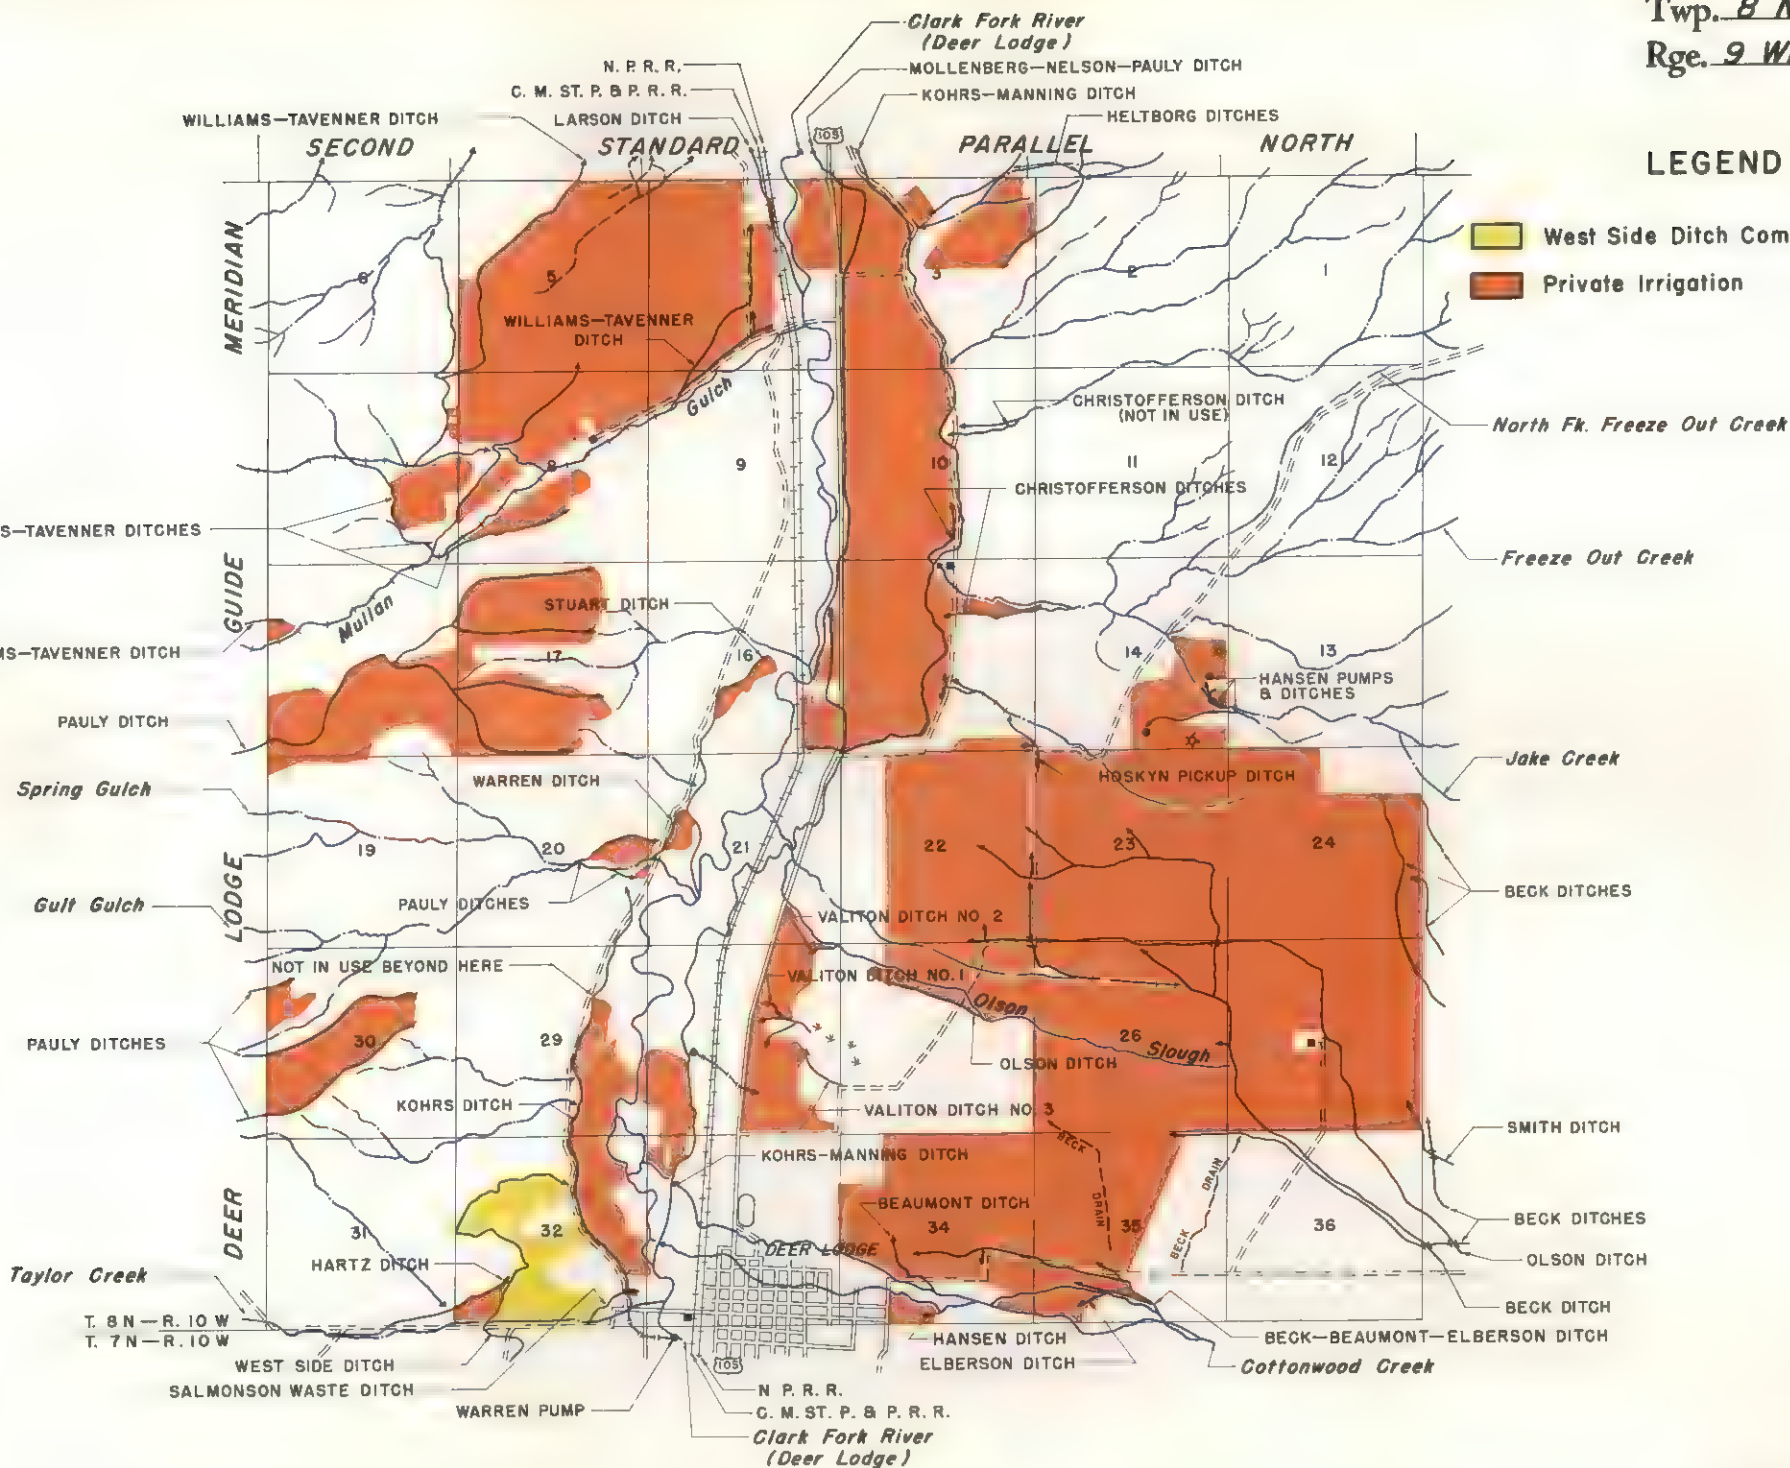 Twp. 8 N
Rge. 9 W
Clark Fork River
(Deer Lodge)
N. P. R. R.
MOLLENBERG—NELSON—PAULY DITCH
C. M. ST. P. & P. R. R.
KOHRS—MANNING DITCH
WILLIAMS—TAVENNER DITCH
LARSON DITCH
HELTBORG DITCHES
10S
SECOND STANDARD PARALLEL NORTH
LEGEND
West Side Ditch Com
Private Irrigation
MERIDIAN
6
5
3
2
1
WILLIAMS—TAVENNER
DITCH
Gulch
CHRISTOFFERSON DITCH
(NOT IN USE)
North Fk. Freeze Out Creek
8
9
10
11
12
CHRISTOFFERSON DITCHES
S—TAVENNER DITCHES
Freeze Out Creek
GUIDE
Mullan
STUART DITCH
MS—TAVENNER DITCH
17
16
14
13
HANSEN PUMPS
& DITCHES
PAULY DITCH
Jake Creek
WARREN DITCH
HOSKYN PICKUP DITCH
Spring Gulch
19
20
21
22
23
24
LODGE
BECK DITCHES
Gult Gulch
PAULY DITCHES
VALITON DITCH NO. 2
NOT IN USE BEYOND HERE
VALITON DITCH NO. 1
Olson
PAULY DITCHES
30
29
26
Slough
OLSON DITCH
KOHRS DITCH
VALITON DITCH NO. 3
SMITH DITCH
BECK
DRAIN
KOHRS-MANNING DITCH
BECK
DRAIN
BEAUMONT DITCH
DEER
31
32
34
35
36
BECK DITCHES
DEER LODGE
HARTZ DITCH
OLSON DITCH
Taylor Creek
BECK DITCH
T. 8 N — R. 10 W
T. 7 N — R. 10 W
HANSEN DITCH
BECK—BEAUMONT—ELBERSON DITCH
WEST SIDE DITCH
ELBERSON DITCH
Cottonwood Creek
10S
SALMONSON WASTE DITCH
N P. R. R.
WARREN PUMP
C. M. ST. P. & P. R. R.
Clark Fork River
(Deer Lodge)